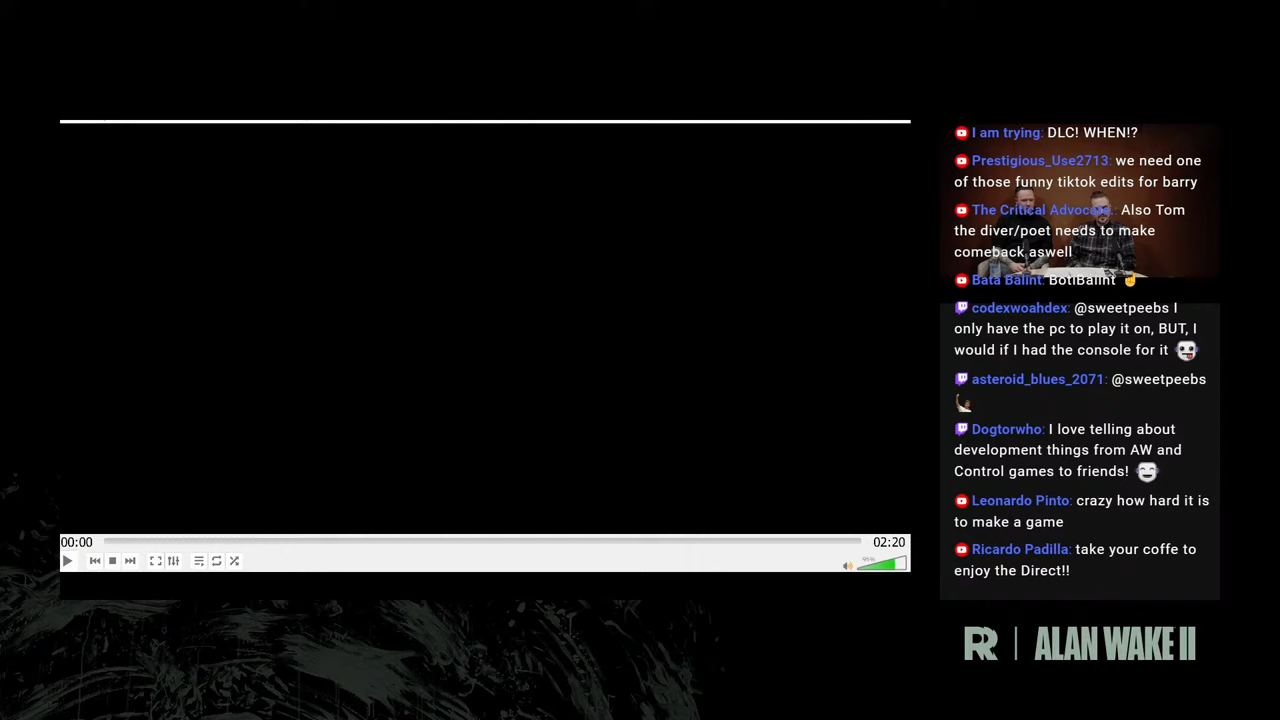 I am trying: DLC! WHEN!?
Prestigious_Use2713: we need one
of those funny tiktok edits for barry
The Critical Advocate.: Also Tom
the diver/poet needs to make
comeback aswell
Bata Balint: BotiBalint
codexwoahdex: @sweetpeebs I
only have the pc to play it on, BUT, I
would if I had the console for it
asteroid_blues_2071: @sweetpeebs
Dogtorwho: I love telling about
development things from AW and
Control games to friends!
Leonardo Pinto: crazy how hard it is
to make a game
Ricardo Padilla: take your coffe to
enjoy the Direct!!
00:00 02:20
R | ALAN WAKE II